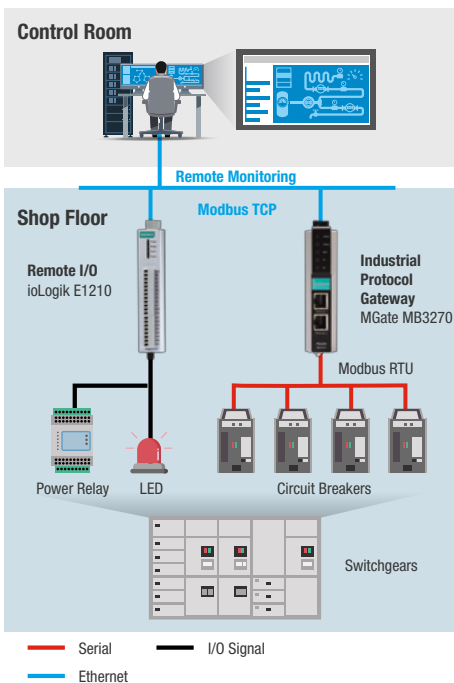 Control Room
Remote Monitoring
Modbus TCP
Shop Floor
Remote I/O
ioLogik E1210
Industrial
Protocol
Gateway
MGate MB3270
Modbus RTU
Power Relay
LED
Circuit Breakers
Switchgears
Serial
I/O Signal
Ethernet